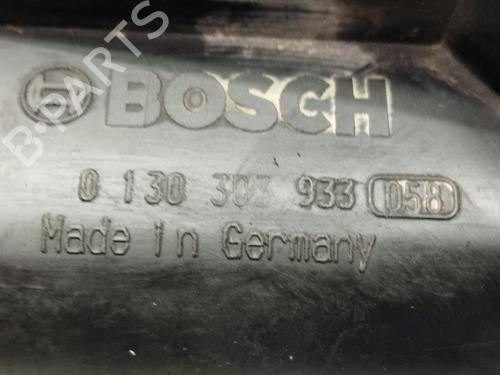 BOSCH
0 130 303 933 058
Made in Germany
B-PARTS